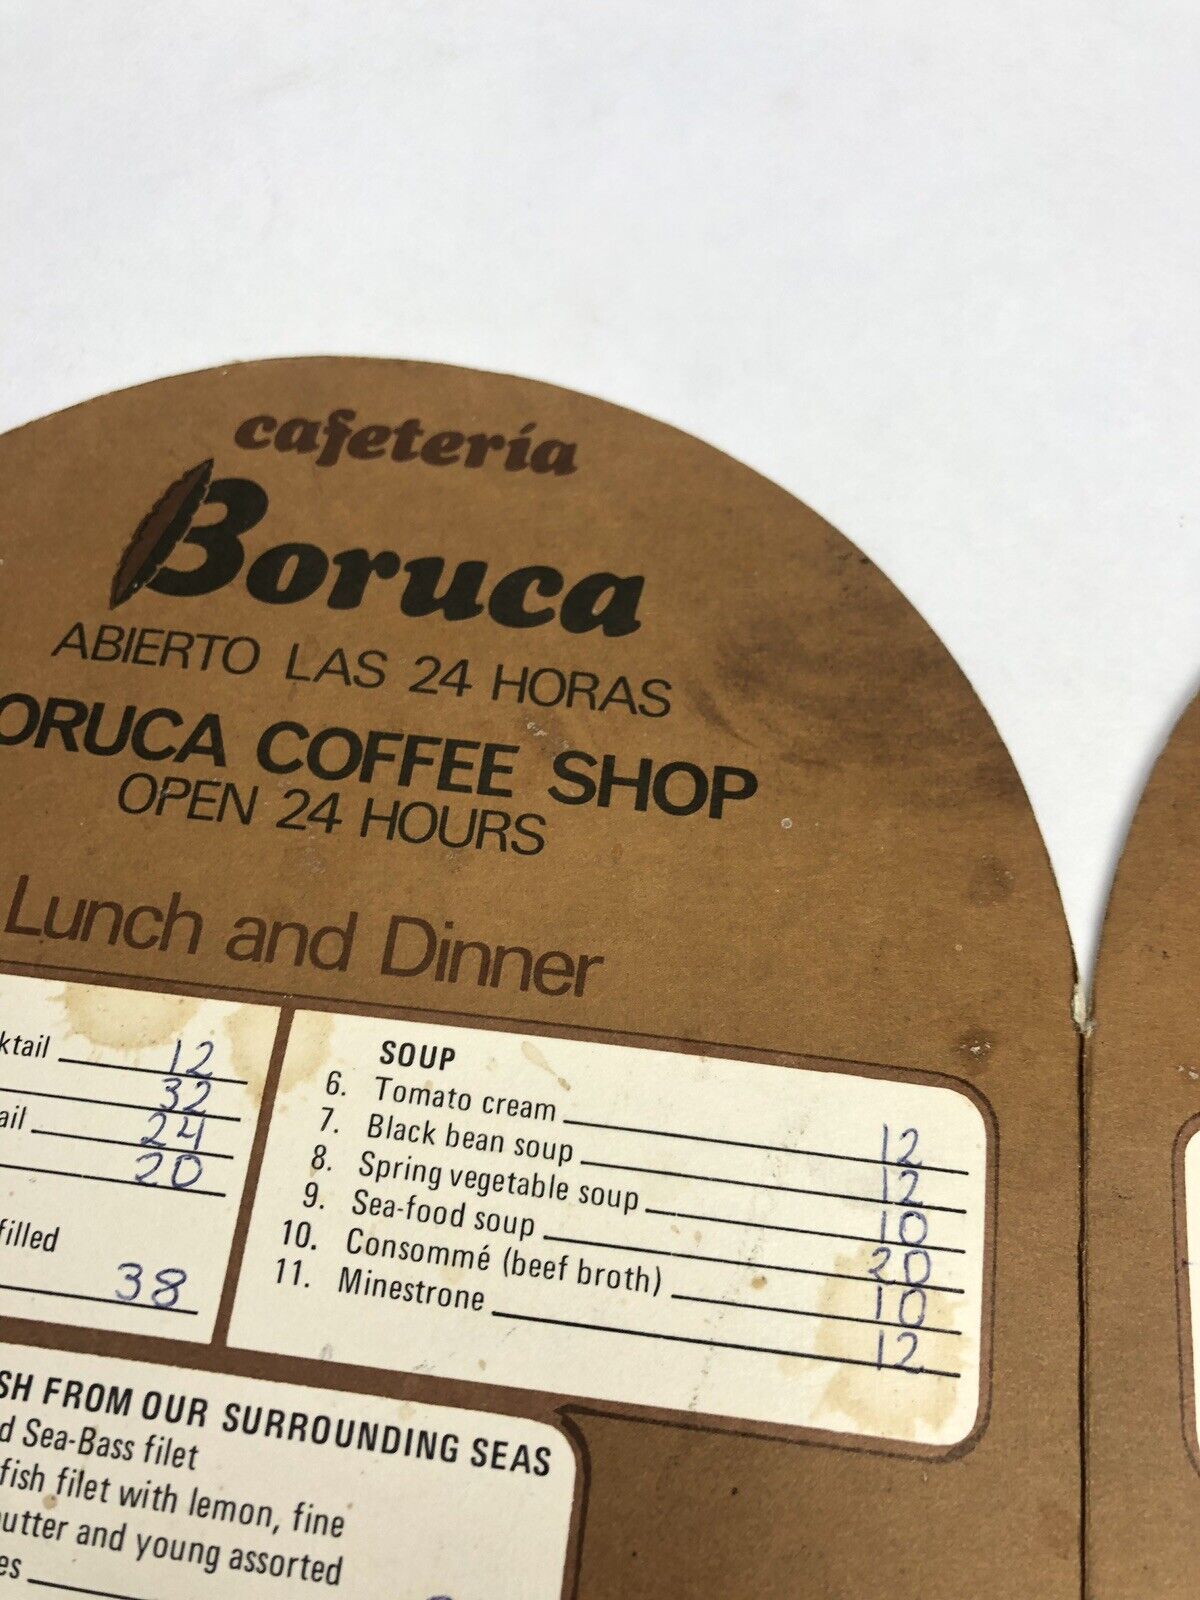 cafetería
Boruca
ABIERTO LAS 24 HORAS
ORUCA COFFEE SHOP
OPEN 24 HOURS
Lunch and Dinner
ktail 12
32
ail 24
20
filled
38
SOUP
6. Tomato cream 12
7. Black bean soup 12
8. Spring vegetable soup 10
9. Sea-food soup 20
10. Consommé (beef broth) 10
11. Minestrone 12
SH FROM OUR SURROUNDING SEAS
d Sea-Bass filet
fish filet with lemon, fine
utter and young assorted
es